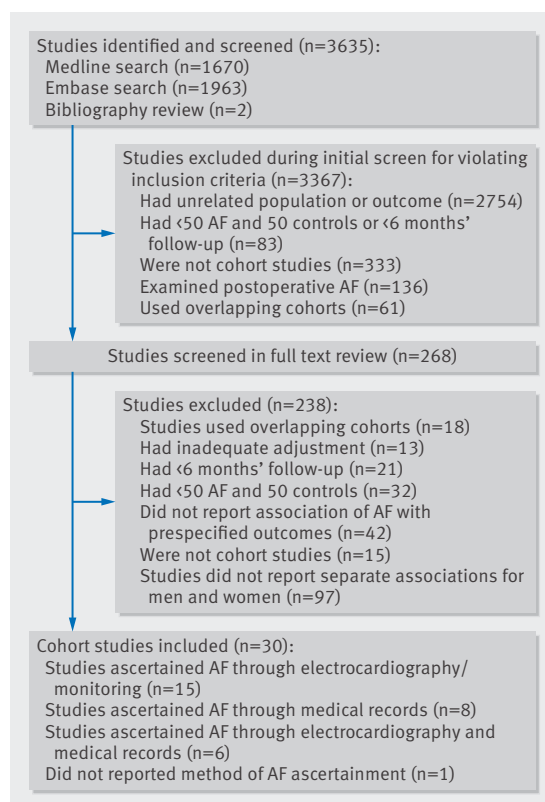 Studies identified and screened (n=3635):
Medline search (n=1670)
Embase search (n=1963)
Bibliography review (n=2)
Studies excluded during initial screen for violating
inclusion criteria (n=3367):
Had unrelated population or outcome (n=2754)
Had <50 AF and 50 controls or <6 months’
follow-up (n=83)
Were not cohort studies (n=333)
Examined postoperative AF (n=136)
Used overlapping cohorts (n=61)
Studies screened in full text review (n=268)
Studies excluded (n=238):
Studies used overlapping cohorts (n=18)
Had inadequate adjustment (n=13)
Had <6 months’ follow-up (n=21)
Had <50 AF and 50 controls (n=32)
Did not report association of AF with
prespecified outcomes (n=42)
Were not cohort studies (n=15)
Studies did not report separate associations for
men and women (n=97)
Cohort studies included (n=30):
Studies ascertained AF through electrocardiography/
monitoring (n=15)
Studies ascertained AF through medical records (n=8)
Studies ascertained AF through electrocardiography and
medical records (n=6)
Did not reported method of AF ascertainment (n=1)